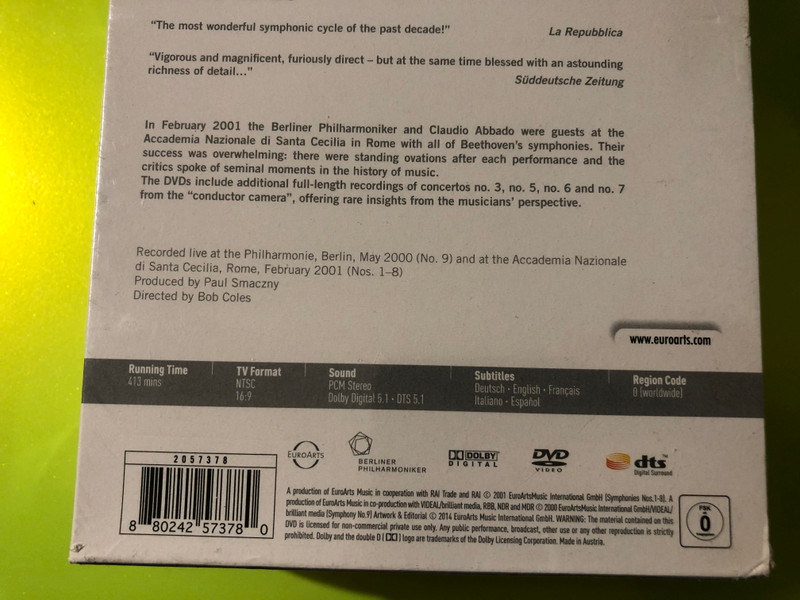 “The most wonderful symphonic cycle of the past decade!”
La Repubblica
“Vigorous and magnificent, furiously direct – but at the same time blessed with an astounding
richness of detail...”
Süddeutsche Zeitung
In February 2001 the Berliner Philharmoniker and Claudio Abbado were guests at the
Accademia Nazionale di Santa Cecilia in Rome with all of Beethoven’s symphonies. Their
success was overwhelming: there were standing ovations after each performance and the
critics spoke of seminal moments in the history of music.
The DVDs include additional full-length recordings of concertos no. 3, no. 5, no. 6 and no. 7
from the “conductor camera”, offering rare insights from the musicians’ perspective.
Recorded live at the Philharmonie, Berlin, May 2000 (No. 9) and at the Accademia Nazionale
di Santa Cecilia, Rome, February 2001 (Nos. 1–8)
Produced by Paul Smaczny
Directed by Bob Coles
www.euroarts.com
Running Time
413 mins
TV Format
NTSC
16:9
Sound
PCM Stereo
Dolby Digital 5.1 • DTS 5.1
Subtitles
Deutsch • English • Français
Italiano • Español
Region Code
0 (worldwide)
2057378
8 80242 57378 0
EUROARTS
BERLINER
PHILHARMONIKER
DOLBY
DIGITAL
DVD
VIDEO
dts
Digital Surround
A production of EuroArts Music in cooperation with RAI Trade and RAI © 2001 EuroArtsMusic International GmbH (Symphonies Nos.1-8). A
production of EuroArts Music in co-production with VIDEAL/brilliant media, RBB, NDR and MDR © 2000 EuroArtsMusic International GmbH/VIDEAL/
brilliant media (Symphony No.9) Artwork & Editorial © 2014 EuroArts Music International GmbH. WARNING: The material contained on this
DVD is licensed for non-commercial private use only. Any public performance, broadcast, other use or any other reproduction is strictly
prohibited. Dolby and the double D logo are trademarks of the Dolby Licensing Corporation. Made in Austria.
FSK
0